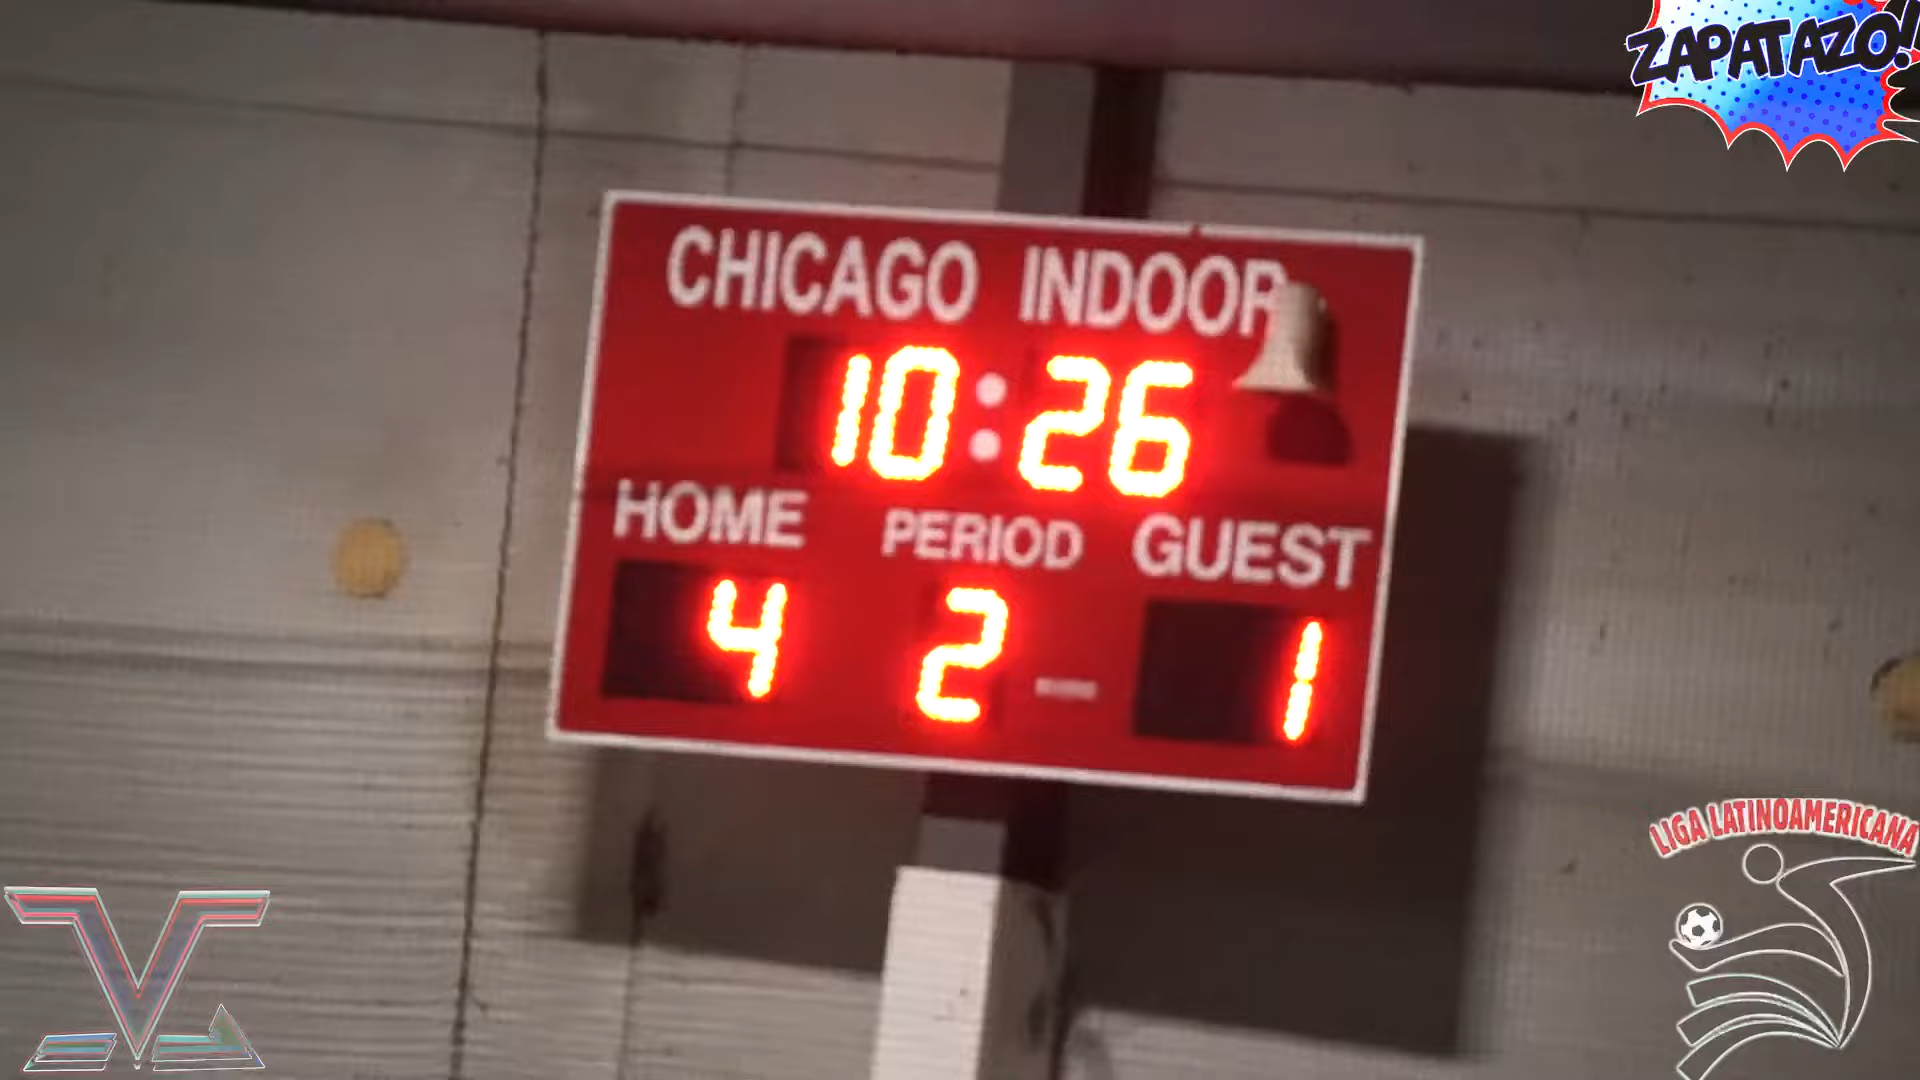 ZAPATAZO!!
CHICAGO INDOOR
10:26
HOME PERIOD GUEST
4 2 1
LIGA LATINOAMERICANA